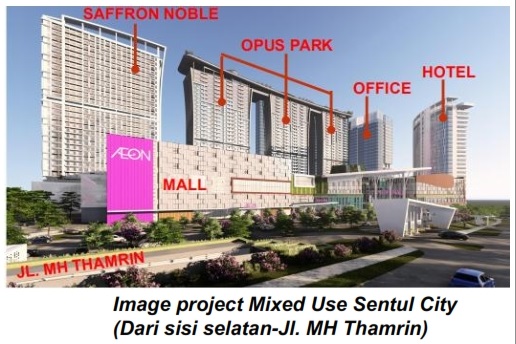 SAFFRON NOBLE
OPUS PARK
OFFICE
HOTEL
ÆON
MALL
JL. MH THAMRIN
Image project Mixed Use Sentul City
(Dari sisi selatan-Jl. MH Thamrin)